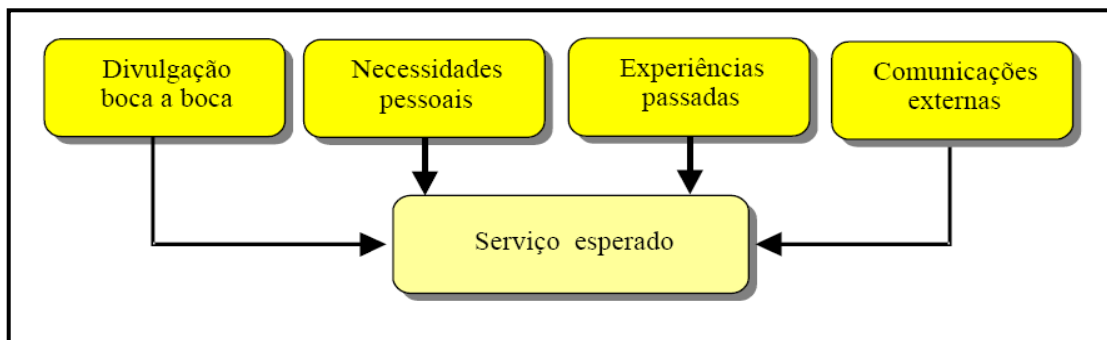 Divulgação
boca a boca
Necessidades
pessoais
Experiências
passadas
Comunicações
externas
Serviço esperado